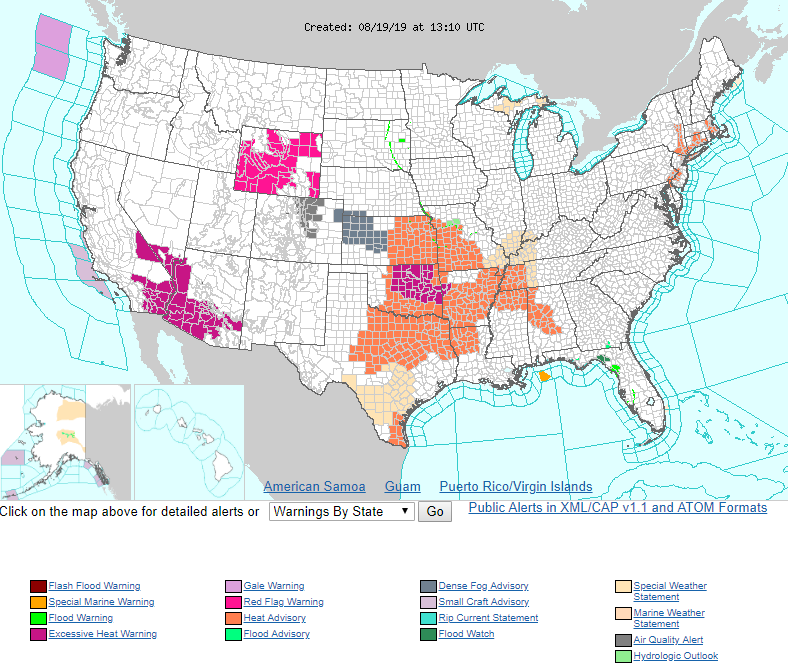 Created: 08/19/19 at 13:10 UTC
American Samoa Guam Puerto Rico/Virgin Islands
Click on the map above for detailed alerts or Warnings By State Go Public Alerts in XML/CAP v1.1 and ATOM Formats
Flash Flood Warning Gale Warning Dense Fog Advisory Special Weather
Statement
Special Marine Warning Red Flag Warning Small Craft Advisory Marine Weather
Statement
Flood Warning Heat Advisory Rip Current Statement Air Quality Alert
Excessive Heat Warning Flood Advisory Flood Watch Hydrologic Outlook